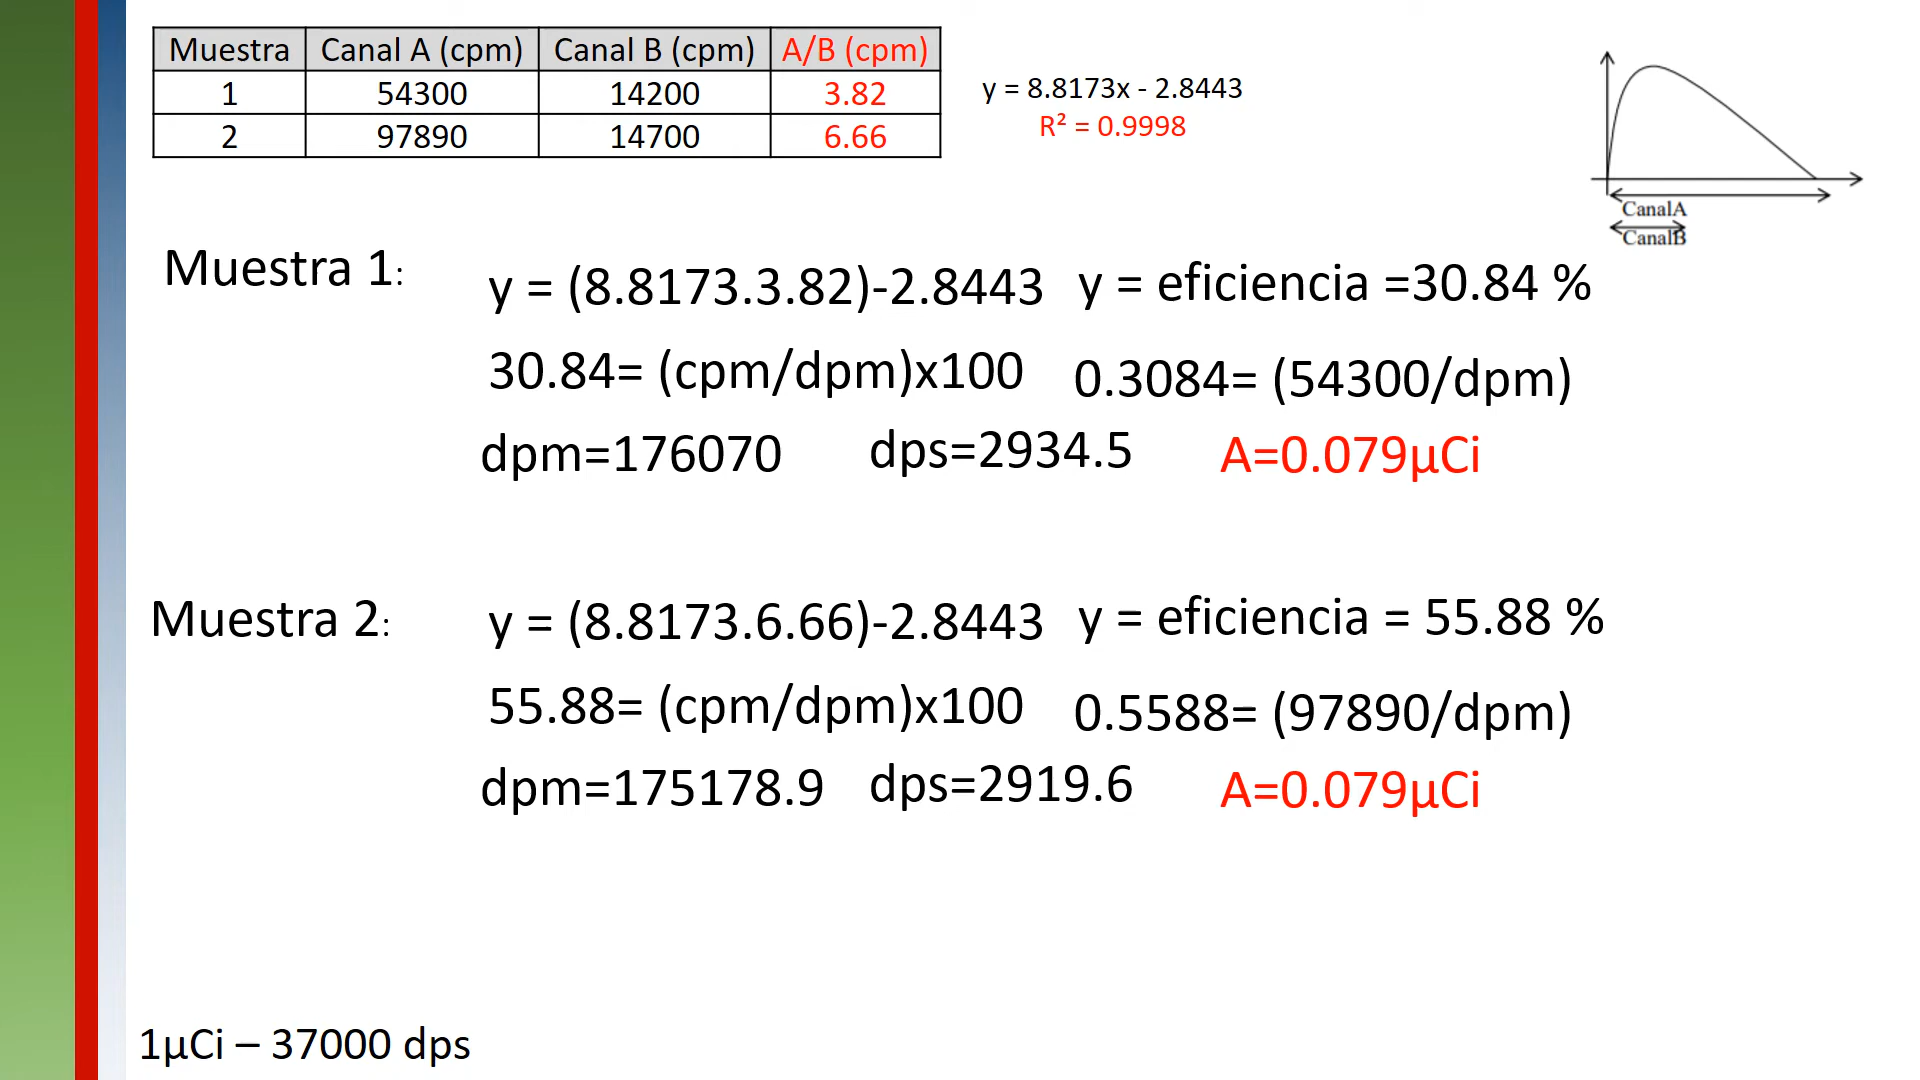 Muestra Canal A (cpm) Canal B (cpm) A/B (cpm)
1 54300 14200 3.82
2 97890 14700 6.66
y = 8.8173x - 2.8443
R² = 0.9998
CanalA
CanalB
Muestra 1:
y = (8.8173.3.82)-2.8443 y = eficiencia =30.84 %
30.84= (cpm/dpm)x100 0.3084= (54300/dpm)
dpm=176070 dps=2934.5 A=0.079µCi
Muestra 2:
y = (8.8173.6.66)-2.8443 y = eficiencia = 55.88 %
55.88= (cpm/dpm)x100 0.5588= (97890/dpm)
dpm=175178.9 dps=2919.6 A=0.079µCi
1µCi – 37000 dps